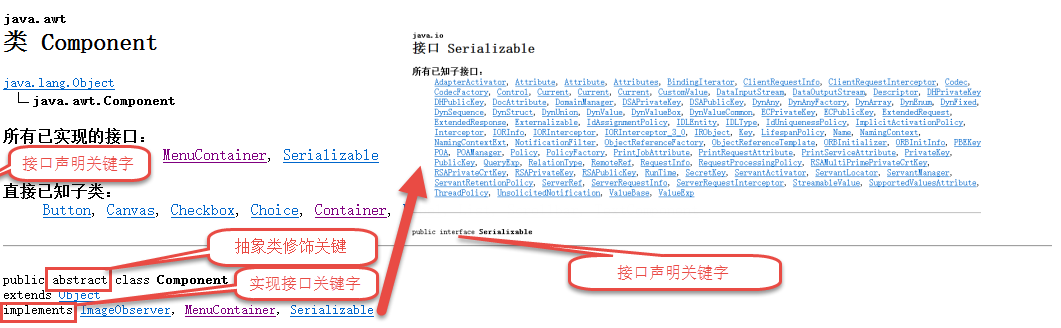 java.awt
类 Component
java.lang.Object
java.awt.Component
所有已实现的接口：
接口声明关键字
MenuContainer, Serializable
直接已知子类：
Button, Canvas, Checkbox, Choice, Container,
抽象类修饰关键
public abstract class Component
实现接口关键字
extends Object
implements ImageObserver, MenuContainer, Serializable
java.io
接口 Serializable
所有已知子接口：
AdapterActivator, Attribute, Attribute, Attributes, BindingIterator, ClientRequestInfo, ClientRequestInterceptor, Codec,
CodecFactory, Control, Current, Current, Current, CustomValue, DataInputStream, DataOutputStream, Descriptor, DHPrivateKey
DHPublicKey, DocAttribute, DomainManager, DSAPrivateKey, DSAPublicKey, DynAny, DynAnyFactory, DynArray, DynEnum, DynFixed,
DynSequence, DynStruct, DynUnion, DynValue, DynValueBox, DynValueCommon, ECPrivateKey, ECPublicKey, ExtendedRequest,
ExtendedResponse, Externalizable, IdAssignmentPolicy, IDLEntity, IDLType, IdUniquenessPolicy, ImplicitActivationPolicy,
Interceptor, IORInfo, IORInterceptor, IORInterceptor_3_0, IRObject, Key, LifespanPolicy, Name, NamingContext,
NamingContextExt, NotificationFilter, ObjectReferenceFactory, ObjectReferenceTemplate, ORBInitializer, ORBInitInfo, PBEKey
POA, POAManager, Policy, PolicyFactory, PrintJobAttribute, PrintRequestAttribute, PrintServiceAttribute, PrivateKey,
PublicKey, QueryExp, RelationType, RemoteRef, RequestInfo, RequestProcessingPolicy, RSAMultiPrimePrivateCrtKey,
RSAPrivateCrtKey, RSAPrivateKey, RSAPublicKey, RunTime, SecretKey, ServantActivator, ServantLocator, ServantManager,
ServantRetentionPolicy, ServerRef, ServerRequestInfo, ServerRequestInterceptor, StreamableValue, SupportedValuesAttribute,
ThreadPolicy, UnsolicitedNotification, ValueBase, ValueExp
public interface Serializable
接口声明关键字